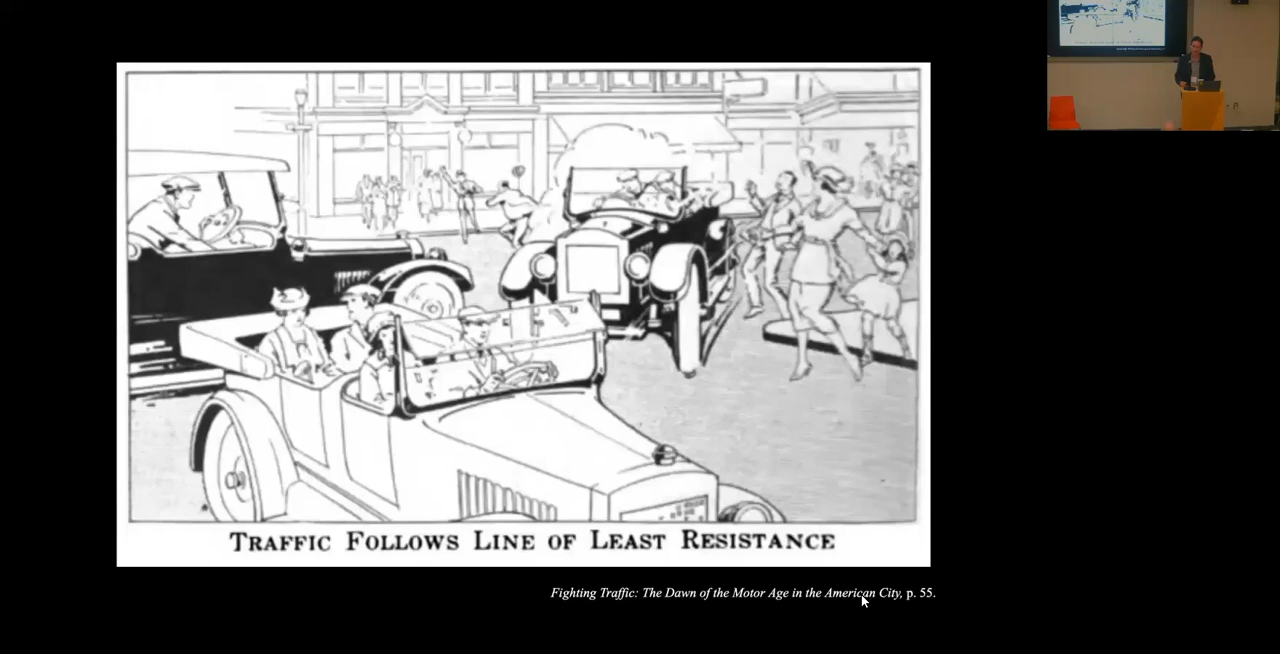 TRAFFIC FOLLOWS LINE OF LEAST RESISTANCE
Fighting Traffic: The Dawn of the Motor Age in the American City, p. 55.